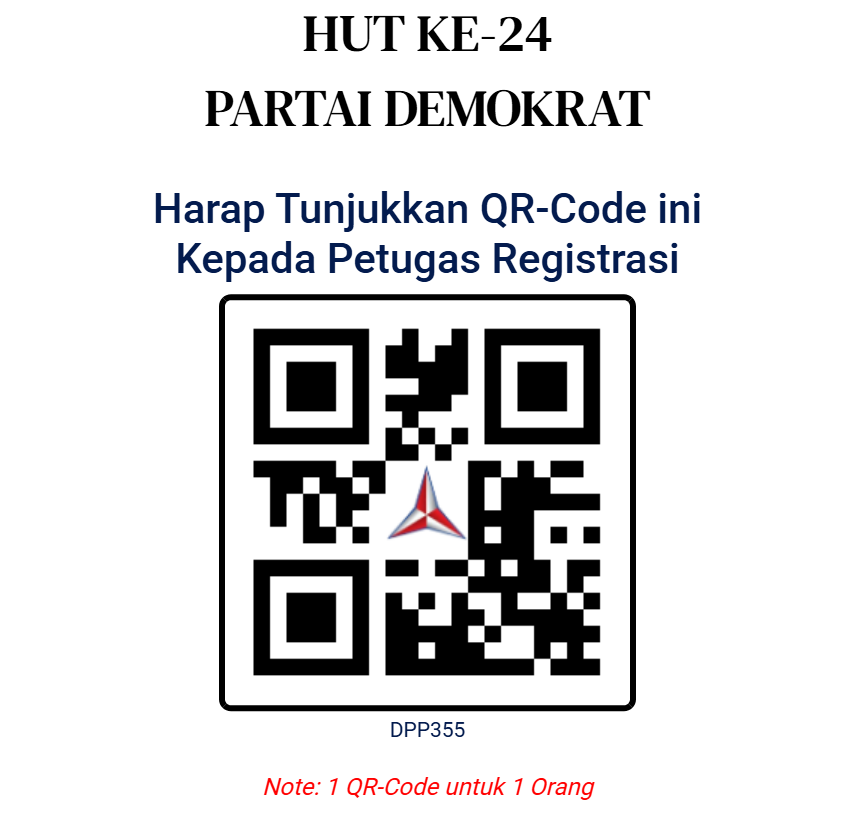 HUT KE-24
PARTAI DEMOKRAT
Harap Tunjukkan QR-Code ini
Kepada Petugas Registrasi
DPP355
Note: 1 QR-Code untuk 1 Orang